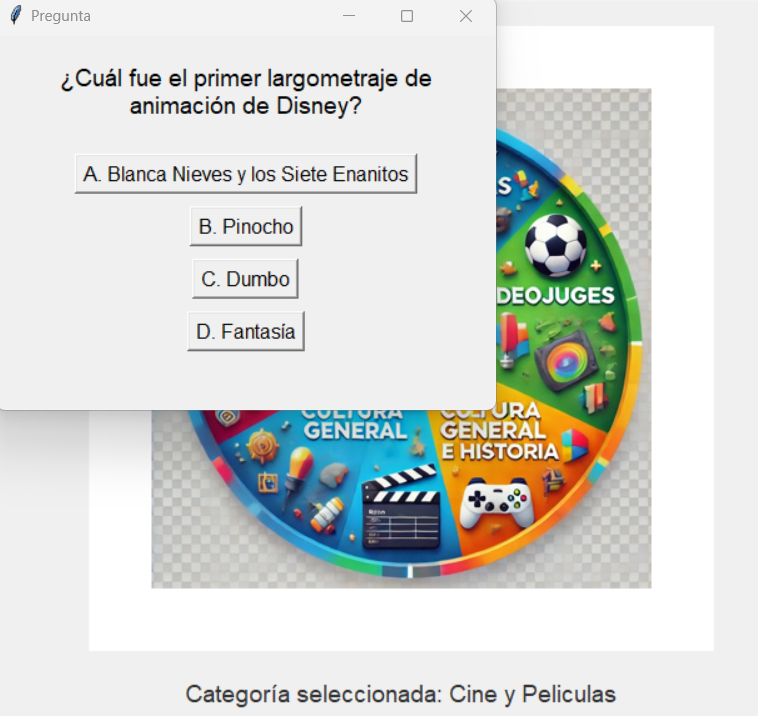 Pregunta
¿Cuál fue el primer largometraje de
animación de Disney?
A. Blanca Nieves y los Siete Enanitos
B. Pinocho
C. Dumbo
D. Fantasía
S
DEOJUGES
CULTURA
GENERAL
CULTURA
GENERAL
E HISTORIA
Categoría seleccionada: Cine y Peliculas